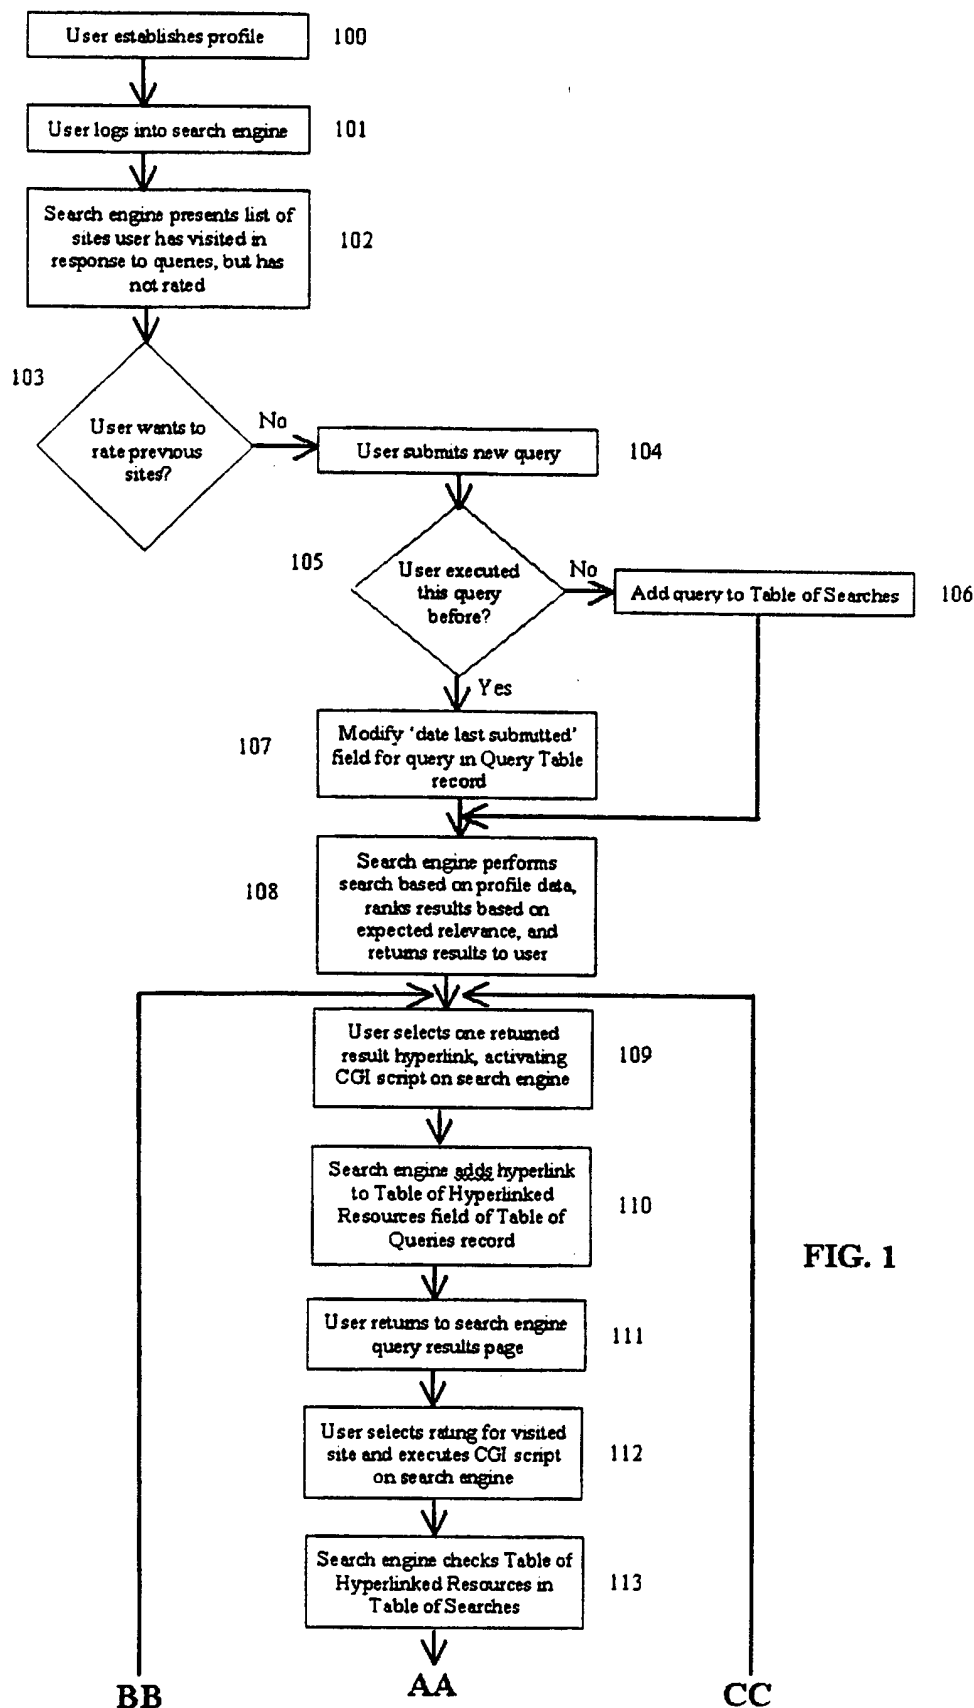 User establishes profile
100
User logs into search engine
101
Search engine presents list of
sites user has visited in
response to queries, but has
not rated
102
103
User wants to
rate previous
sites?
No
User submits new query
104
105
User executed
this query
before?
No
Add query to Table of Searches
106
Yes
107
Modify 'date last submitted'
field for query in Query Table
record
108
Search engine performs
search based on profile data,
ranks results based on
expected relevance, and
returns results to user
User selects one returned
result hyperlink, activating
CGI script on search engine
109
Search engine adds hyperlink
to Table of Hyperlinked
Resources field of Table of
Queries record
110
FIG. 1
User returns to search engine
query results page
111
User selects rating for visited
site and executes CGI script
on search engine
112
Search engine checks Table of
Hyperlinked Resources in
Table of Searches
113
BB
AA
CC